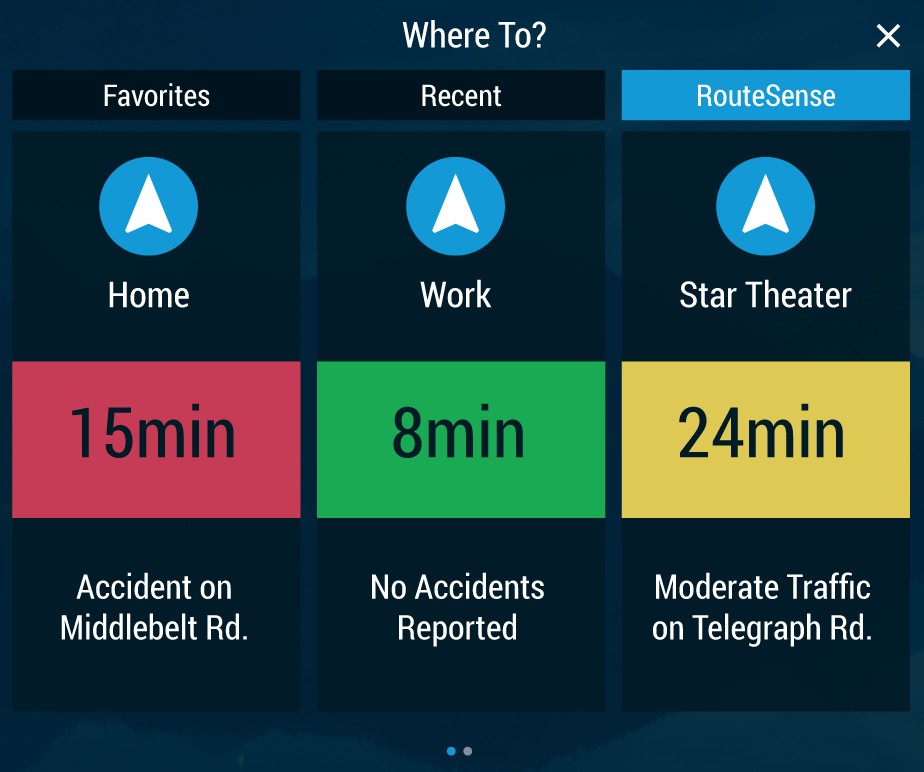 Where To?
Favorites
Recent
RouteSense
Home
Work
Star Theater
15min
8min
24min
Accident on
Middlebelt Rd.
No Accidents
Reported
Moderate Traffic
on Telegraph Rd.